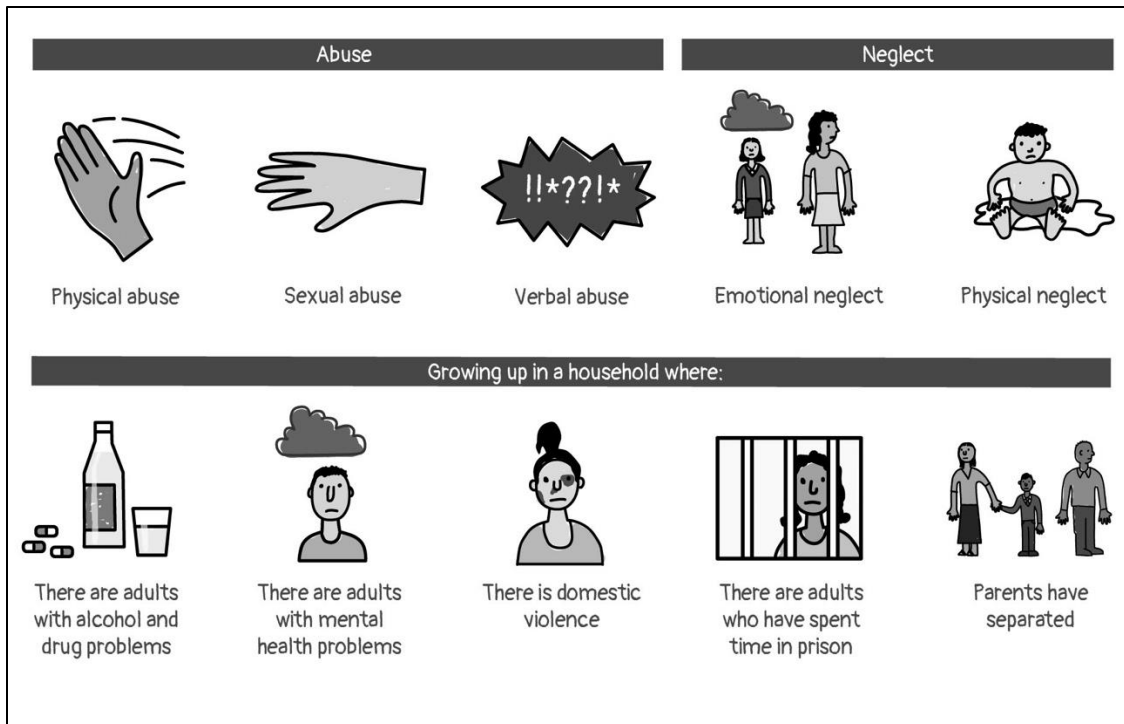 Abuse
Neglect
!!*??!*
Physical abuse
Sexual abuse
Verbal abuse
Emotional neglect
Physical neglect
Growing up in a household where:
There are adults
with alcohol and
drug problems
There are adults
with mental
health problems
There is domestic
violence
There are adults
who have spent
time in prison
Parents have
separated